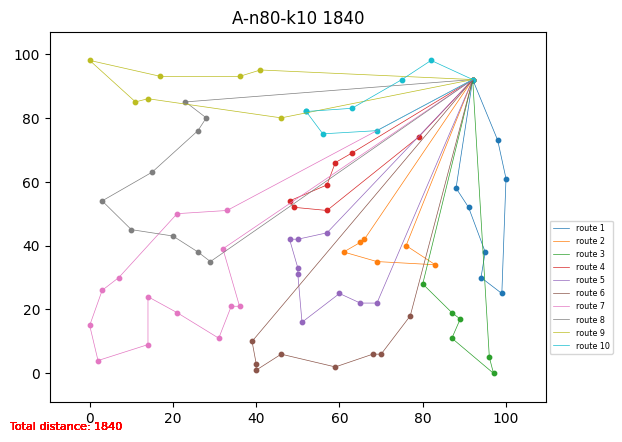 A-n80-k10 1840
100
80
60
40
20
0
0
20
40
60
80
100
route 1
route 2
route 3
route 4
route 5
route 6
route 7
route 8
route 9
route 10
Total distance: 1840